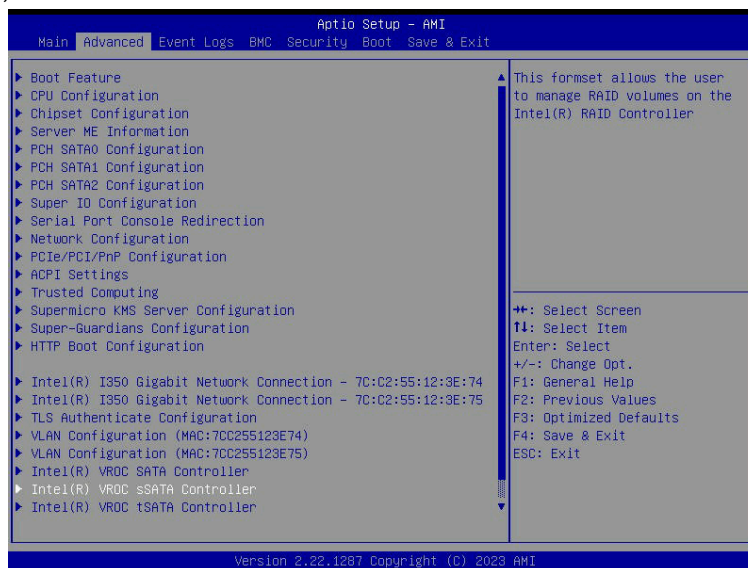 Aptio Setup - AMI
Main Advanced Event Logs BMC Security Boot Save & Exit
Boot Feature
CPU Configuration
Chipset Configuration
Server ME Information
PCH SATA0 Configuration
PCH SATA1 Configuration
PCH SATA2 Configuration
Super IO Configuration
Serial Port Console Redirection
Network Configuration
PCIe/PCI/PnP Configuration
ACPI Settings
Trusted Computing
Supermicro KMS Server Configuration
Super-Guardians Configuration
HTTP Boot Configuration
Intel(R) I350 Gigabit Network Connection - 7C:C2:55:12:3E:74
Intel(R) I350 Gigabit Network Connection - 7C:C2:55:12:3E:75
TLS Authenticate Configuration
VLAN Configuration (MAC:7CC255123E74)
VLAN Configuration (MAC:7CC255123E75)
Intel(R) VROC SATA Controller
Intel(R) VROC sSATA Controller
Intel(R) VROC tSATA Controller
This formset allows the user
to manage RAID volumes on the
Intel(R) RAID Controller
→←: Select Screen
↑↓: Select Item
Enter: Select
+/-: Change Opt.
F1: General Help
F2: Previous Values
F3: Optimized Defaults
F4: Save & Exit
ESC: Exit
Version 2.22.1287 Copyright (C) 2023 AMI